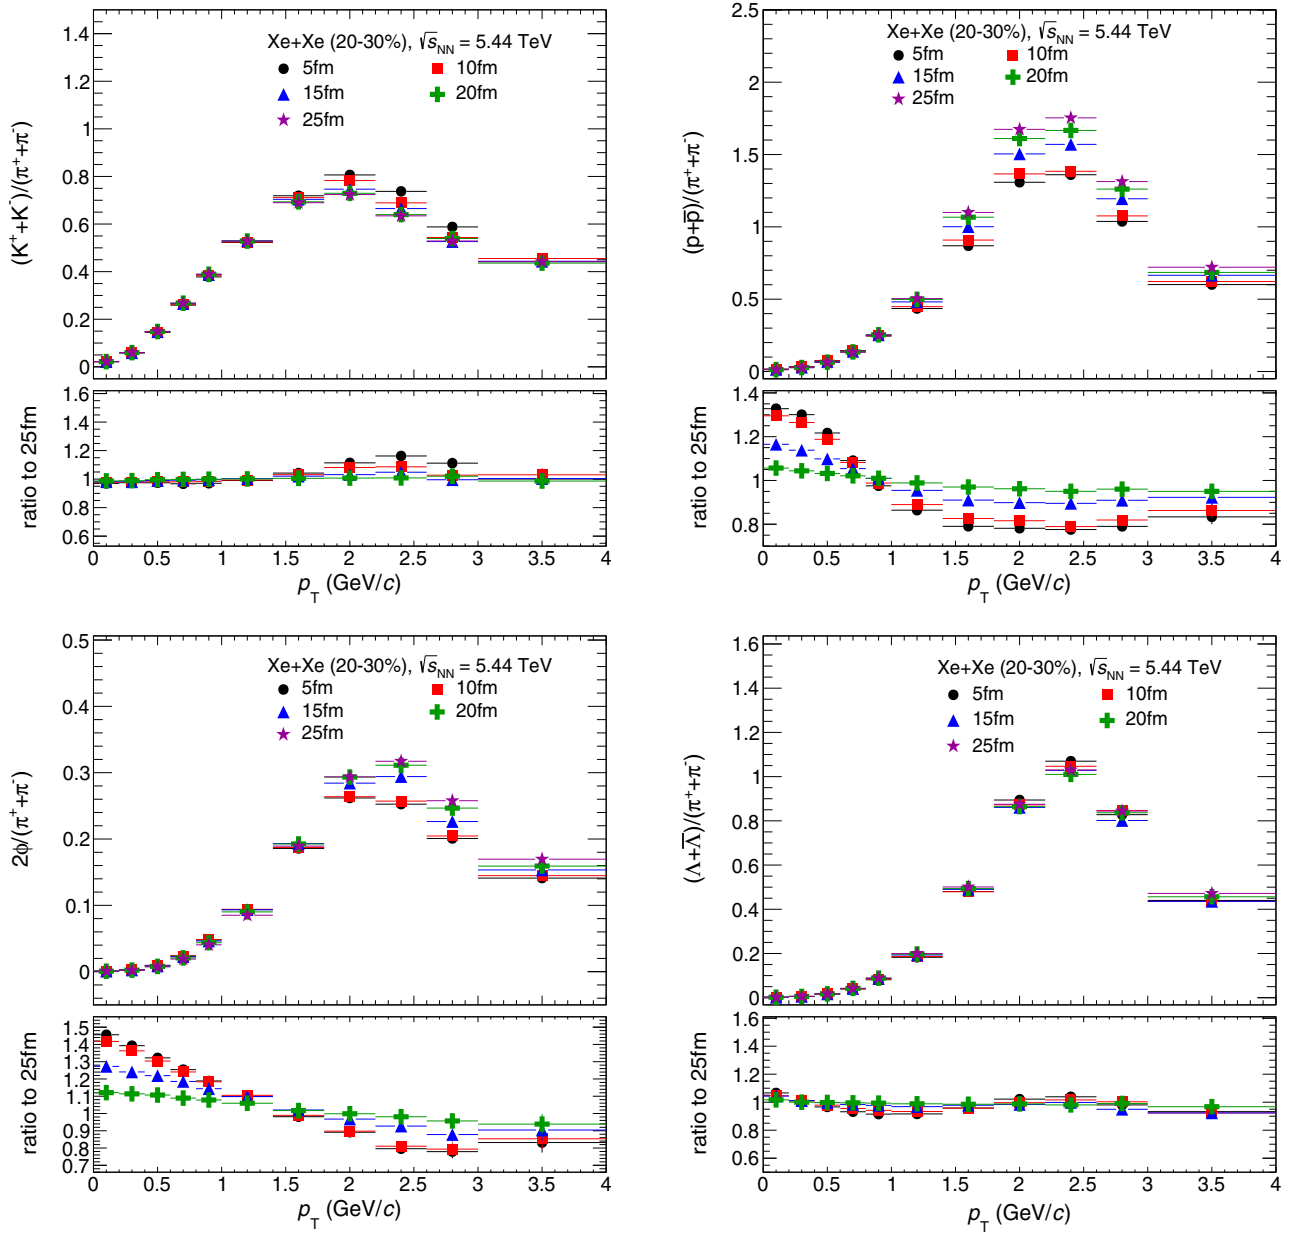 Xe+Xe (20-30%), √s_NN = 5.44 TeV
5fm 10fm
15fm 20fm
25fm
(K⁺+K⁻)/(π⁺+π⁻)
1.4
1.2
1
0.8
0.6
0.4
0.2
0
ratio to 25fm
1.6
1.4
1.2
1
0.8
0.6
0 0.5 1 1.5 2 2.5 3 3.5 4
p_T (GeV/c)
Xe+Xe (20-30%), √s_NN = 5.44 TeV
5fm 10fm
15fm 20fm
25fm
(p+p̅)/(π⁺+π⁻)
2.5
2
1.5
1
0.5
0
ratio to 25fm
1.4
1.2
1
0.8
0 0.5 1 1.5 2 2.5 3 3.5 4
p_T (GeV/c)
Xe+Xe (20-30%), √s_NN = 5.44 TeV
5fm 10fm
15fm 20fm
25fm
2ϕ/(π⁺+π⁻)
0.5
0.4
0.3
0.2
0.1
0
ratio to 25fm
1.5
1.4
1.3
1.2
1.1
1
0.9
0.8
0.7
0 0.5 1 1.5 2 2.5 3 3.5 4
p_T (GeV/c)
Xe+Xe (20-30%), √s_NN = 5.44 TeV
5fm 10fm
15fm 20fm
25fm
(Λ+Λ̅)/(π⁺+π⁻)
1.6
1.4
1.2
1
0.8
0.6
0.4
0.2
0
ratio to 25fm
1.6
1.4
1.2
1
0.8
0.6
0 0.5 1 1.5 2 2.5 3 3.5 4
p_T (GeV/c)